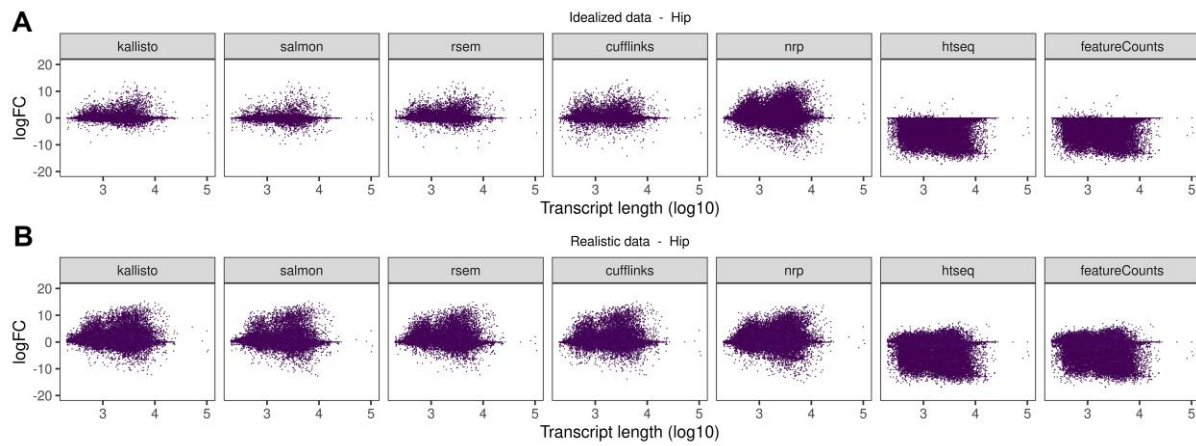 A
Idealized data - Hip
kallisto salmon rsem cufflinks nrp htseq featureCounts
20
10
0
-10
-20
logFC
3 4 5 3 4 5 3 4 5 3 4 5 3 4 5 3 4 5 3 4 5
Transcript length (log10)
B
Realistic data - Hip
kallisto salmon rsem cufflinks nrp htseq featureCounts
20
10
0
-10
-20
logFC
3 4 5 3 4 5 3 4 5 3 4 5 3 4 5 3 4 5 3 4 5
Transcript length (log10)